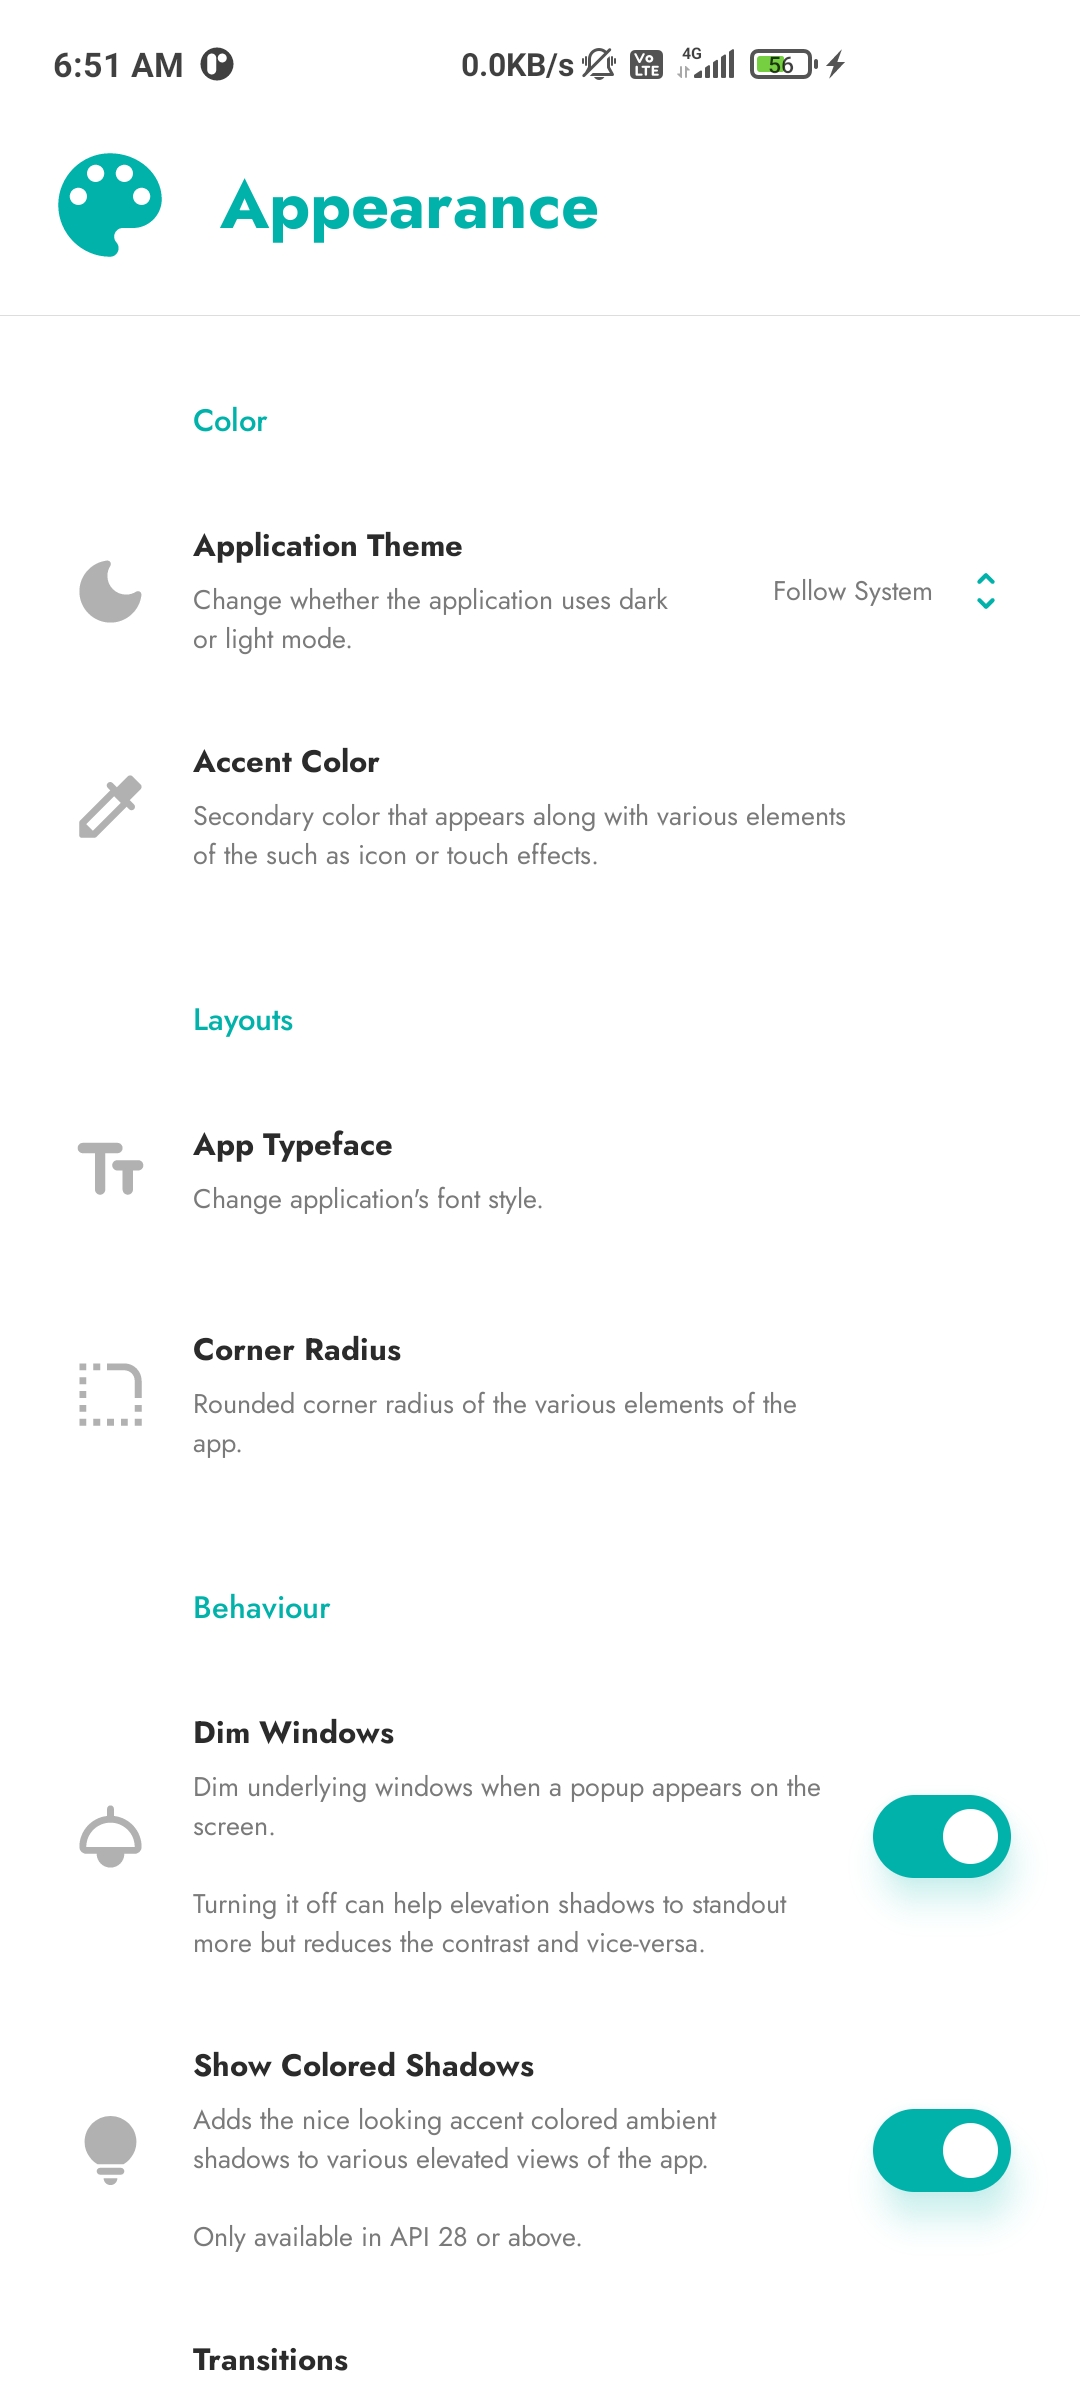 6:51 AM 0.0KB/s Vo LTE 4G 56
Appearance
Color
Application Theme
Change whether the application uses dark
or light mode.
Follow System
Accent Color
Secondary color that appears along with various elements
of the such as icon or touch effects.
Layouts
App Typeface
Change application's font style.
Corner Radius
Rounded corner radius of the various elements of the
app.
Behaviour
Dim Windows
Dim underlying windows when a popup appears on the
screen.
Turning it off can help elevation shadows to standout
more but reduces the contrast and vice-versa.
Show Colored Shadows
Adds the nice looking accent colored ambient
shadows to various elevated views of the app.
Only available in API 28 or above.
Transitions